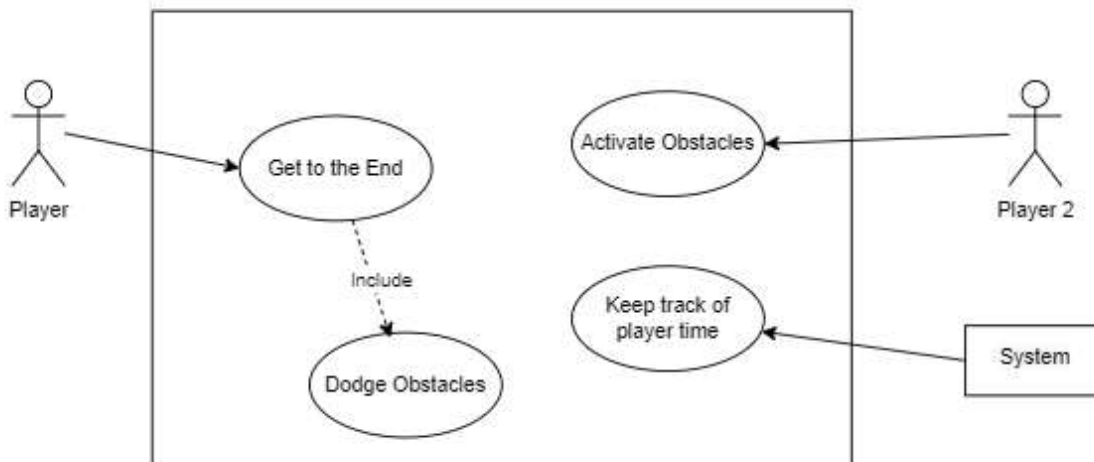 Player
Get to the End
Include
Dodge Obstacles
Activate Obstacles
Keep track of
player time
Player 2
System